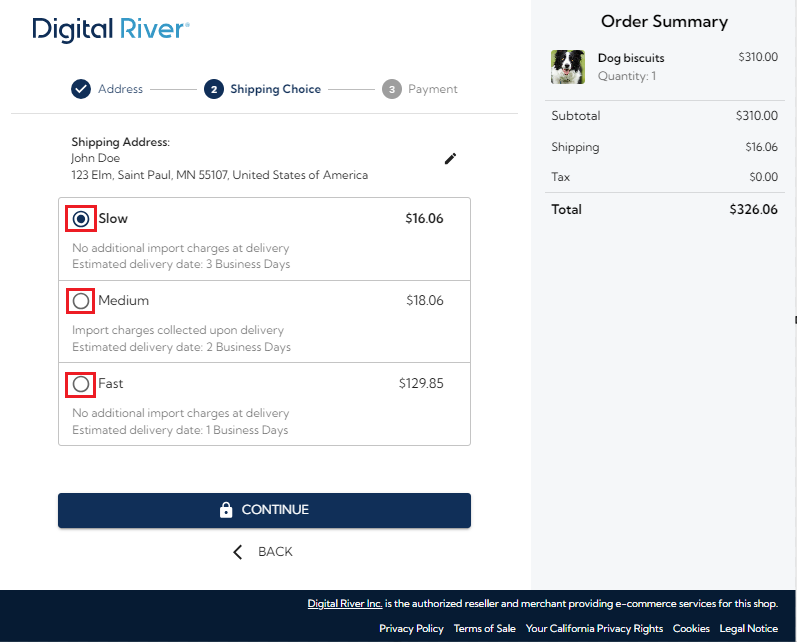 Digital River®
Address
2 Shipping Choice
3 Payment
Shipping Address:
John Doe
123 Elm, Saint Paul, MN 55107, United States of America
Slow $16.06
No additional import charges at delivery
Estimated delivery date: 3 Business Days
Medium $18.06
Import charges collected upon delivery
Estimated delivery date: 2 Business Days
Fast $129.85
No additional import charges at delivery
Estimated delivery date: 1 Business Days
CONTINUE
BACK
Order Summary
Dog biscuits $310.00
Quantity: 1
Subtotal $310.00
Shipping $16.06
Tax $0.00
Total $326.06
Digital River Inc. is the authorized reseller and merchant providing e-commerce services for this shop.
Privacy Policy Terms of Sale Your California Privacy Rights Cookies Legal Notice